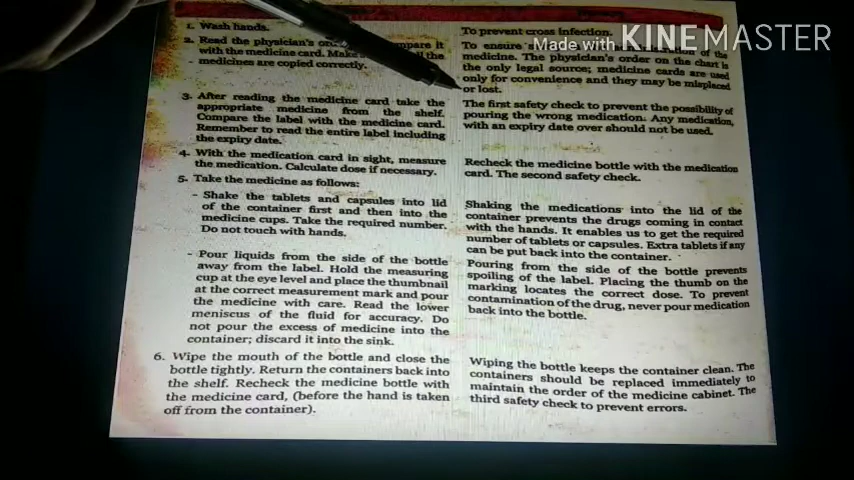 1. Wash hands.
2. Read the physician's compare it
with the medicine card. Make the
- medicines are copied correctly.
3. After reading the medicine card take the
appropriate medicine from the shelf.
Compare the label with the medicine card.
Remember to read the entire label including
the expiry date.
4. With the medication card in sight, measure
the medication. Calculate dose if necessary.
5. Take the medicine as follows:
- Shake the tablets and capsules into lid
of the container first and then into the
medicine cups. Take the required number.
Do not touch with hands.
- Pour liquids from the side of the bottle
away from the label. Hold the measuring
cup at the eye level and place the thumbnail
at the correct measurement mark and pour
the medicine with care. Read the lower
meniscus of the fluid for accuracy. Do
not pour the excess of medicine into the
container; discard it into the sink.
6. Wipe the mouth of the bottle and close the
bottle tightly. Return the containers back into
the shelf. Recheck the medicine bottle with
the medicine card, (before the hand is taken
off from the container).
To prevent cross infection.
To ensure of the
medicine. The physician's order on the chart is
the only legal source; medicine cards are used
only for convenience and they may be misplaced
or lost.
The first safety check to prevent the possibility of
pouring the wrong medication. Any medication,
with an expiry date over should not be used.
Recheck the medicine bottle with the medication
card. The second safety check.
Shaking the medications into the lid of the
container prevents the drugs coming in contact
with the hands. It enables us to get the required
number of tablets or capsules. Extra tablets if any
can be put back into the container.
Pouring from the side of the bottle prevents
spoiling of the label. Placing the thumb on the
marking locates the correct dose. To prevent
contamination of the drug, never pour medication
back into the bottle.
Wiping the bottle keeps the container clean. The
containers should be replaced immediately to
maintain the order of the medicine cabinet. The
third safety check to prevent errors.
Made with KINEMASTER